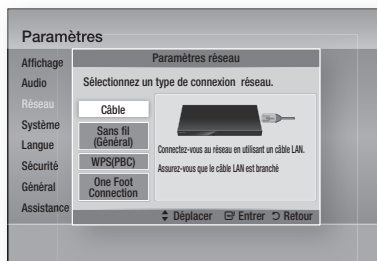 Paramètres
Affichage
Audio
Réseau
Système
Langue
Sécurité
Général
Assistance
Paramètres réseau
Sélectionnez un type de connexion réseau.
Câble
Sans fil
(Général)
WPS(PBC)
One Foot
Connection
Connectez-vous au réseau en utilisant un câble LAN.
Assurez-vous que le câble LAN est branché
Déplacer Entrer Retour